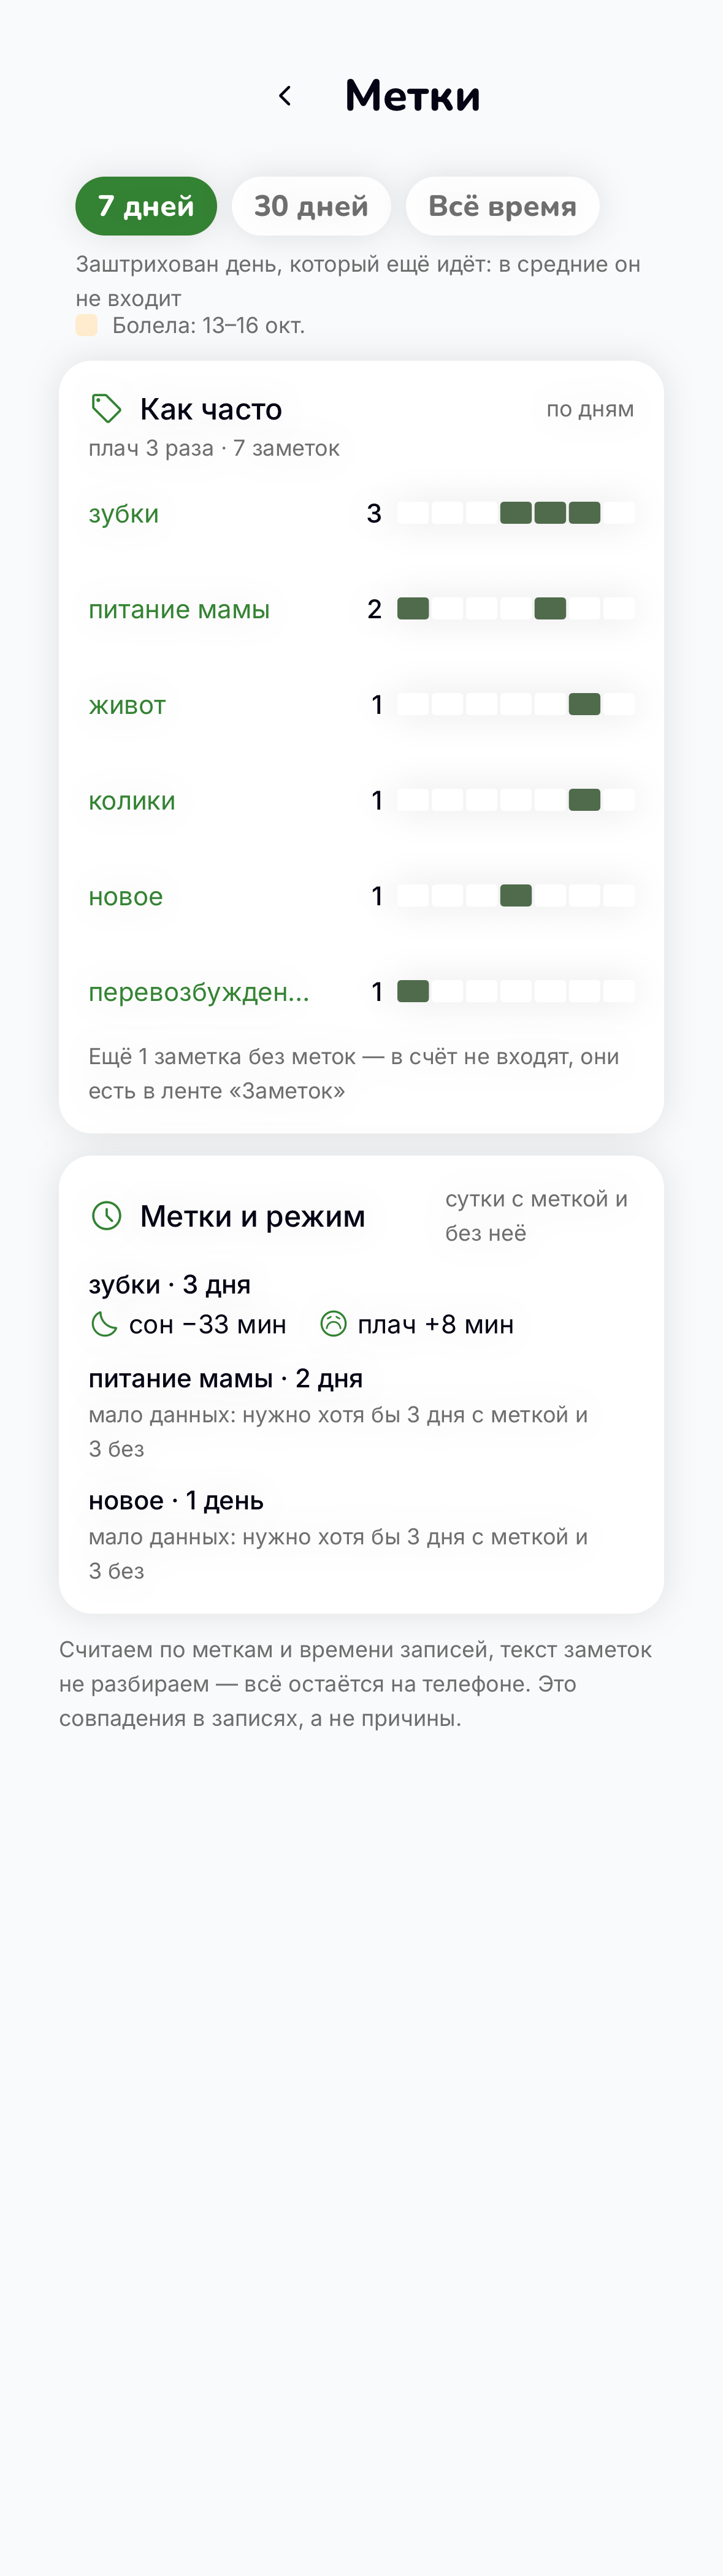 Метки
7 дней 30 дней Всё время
Заштрихован день, который ещё идёт: в средние он
не входит
Болела: 13–16 окт.
Как часто по дням
плач 3 раза · 7 заметок
зубки 3
питание мамы 2
живот 1
колики 1
новое 1
перевозбужден... 1
Ещё 1 заметка без меток — в счёт не входят, они
есть в ленте «Заметок»
Метки и режим
сутки с меткой и
без неё
зубки · 3 дня
сон −33 мин плач +8 мин
питание мамы · 2 дня
мало данных: нужно хотя бы 3 дня с меткой и
3 без
новое · 1 день
мало данных: нужно хотя бы 3 дня с меткой и
3 без
Считаем по меткам и времени записей, текст заметок
не разбираем — всё остаётся на телефоне. Это
совпадения в записях, а не причины.